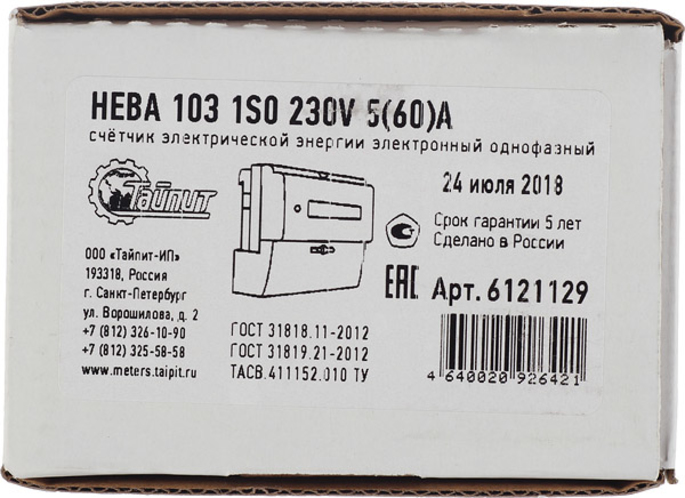 НЕВА 103 1S0 230V 5(60)A
счётчик электрической энергии электронный однофазный
Тайпит
24 июля 2018
Срок гарантии 5 лет
Сделано в России
ООО «Тайпит-ИП»
193318, Россия
г. Санкт-Петербург
ул. Ворошилова, д. 2
+7 (812) 326-10-90
+7 (812) 325-58-58
www.meters.taipit.ru
ГОСТ 31818.11-2012
ГОСТ 31819.21-2012
ТАСВ.411152.010 ТУ
ЕАС Арт. 6121129
4 640020 926421